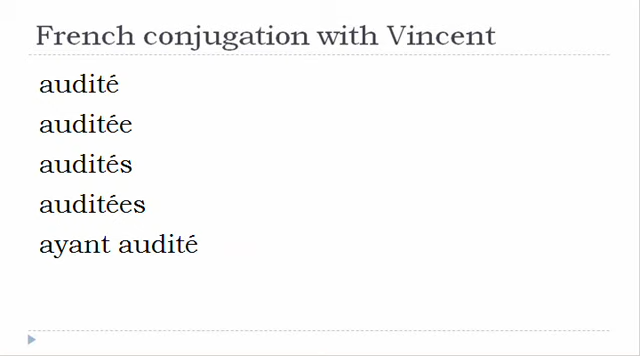 French conjugation with Vincent
audité
auditée
audités
auditées
ayant audité